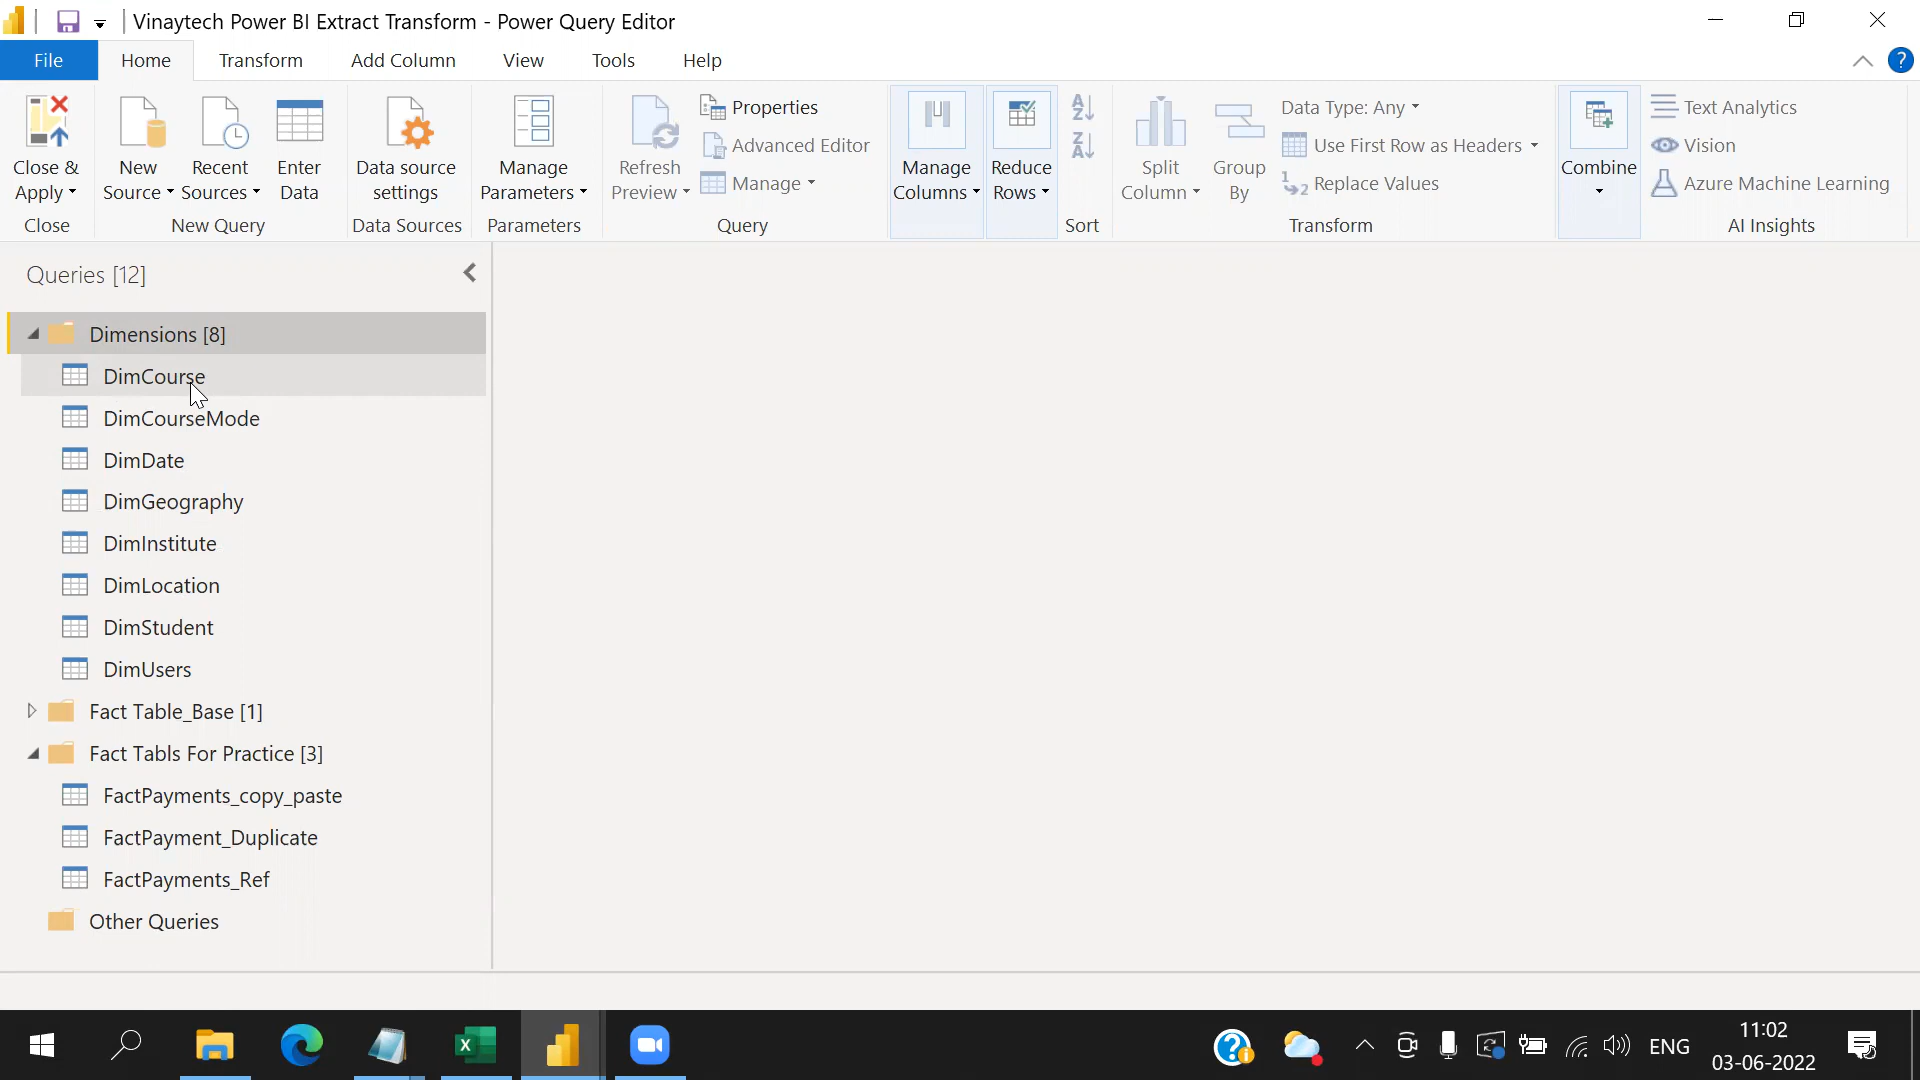 Vinaytech Power BI Extract Transform - Power Query Editor
File Home Transform Add Column View Tools Help
?
Close & Apply
Close
New Source
Recent Sources
Enter Data
New Query
Data source settings
Data Sources
Manage Parameters
Parameters
Refresh Preview
Properties
Advanced Editor
Manage
Query
Manage Columns
Reduce Rows
A Z
Z A
Sort
Split Column
Group By
Data Type: Any
Use First Row as Headers
1 2 Replace Values
Transform
Combine
Text Analytics
Vision
Azure Machine Learning
AI Insights
Queries [12]
Dimensions [8]
DimCourse
DimCourseMode
DimDate
DimGeography
DimInstitute
DimLocation
DimStudent
DimUsers
Fact Table_Base [1]
Fact Tabls For Practice [3]
FactPayments_copy_paste
FactPayment_Duplicate
FactPayments_Ref
Other Queries
X
?
ENG
11:02
03-06-2022